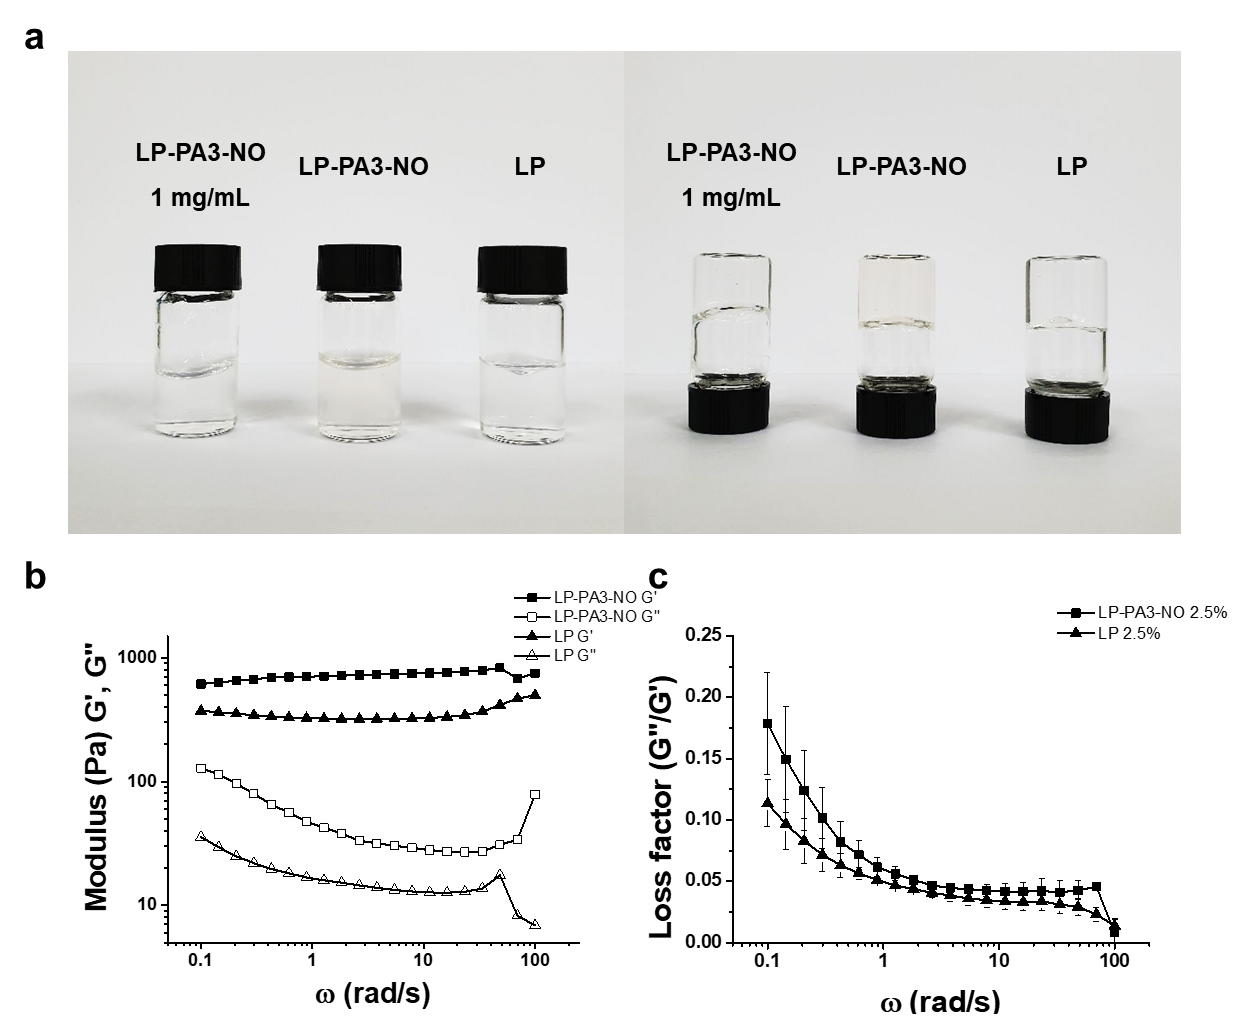 a
LP-PA3-NO
1 mg/mL
LP-PA3-NO
LP
LP-PA3-NO
1 mg/mL
LP-PA3-NO
LP
b
LP-PA3-NO G'
LP-PA3-NO G"
LP G'
LP G"
Modulus (Pa) G', G"
1000
100
10
0.1
1
10
100
ω (rad/s)
c
LP-PA3-NO 2.5%
LP 2.5%
Loss factor (G"/G')
0.25
0.20
0.15
0.10
0.05
0.00
0.1
1
10
100
ω (rad/s)